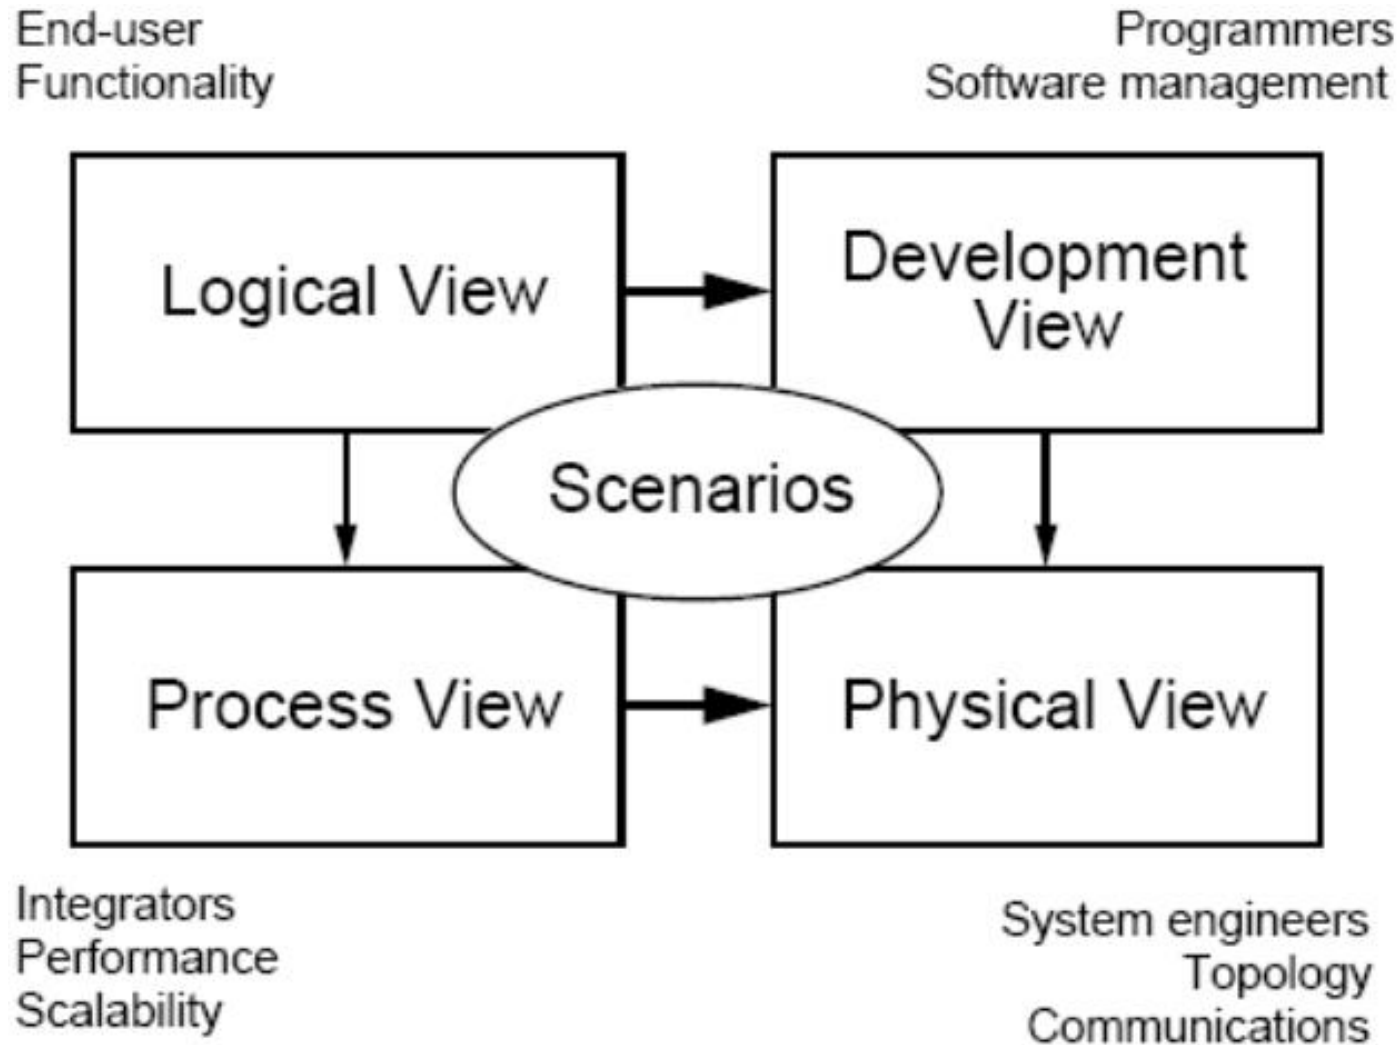 End-user
Functionality
Programmers
Software management
Logical View
Development
View
Scenarios
Process View
Physical View
Integrators
Performance
Scalability
System engineers
Topology
Communications